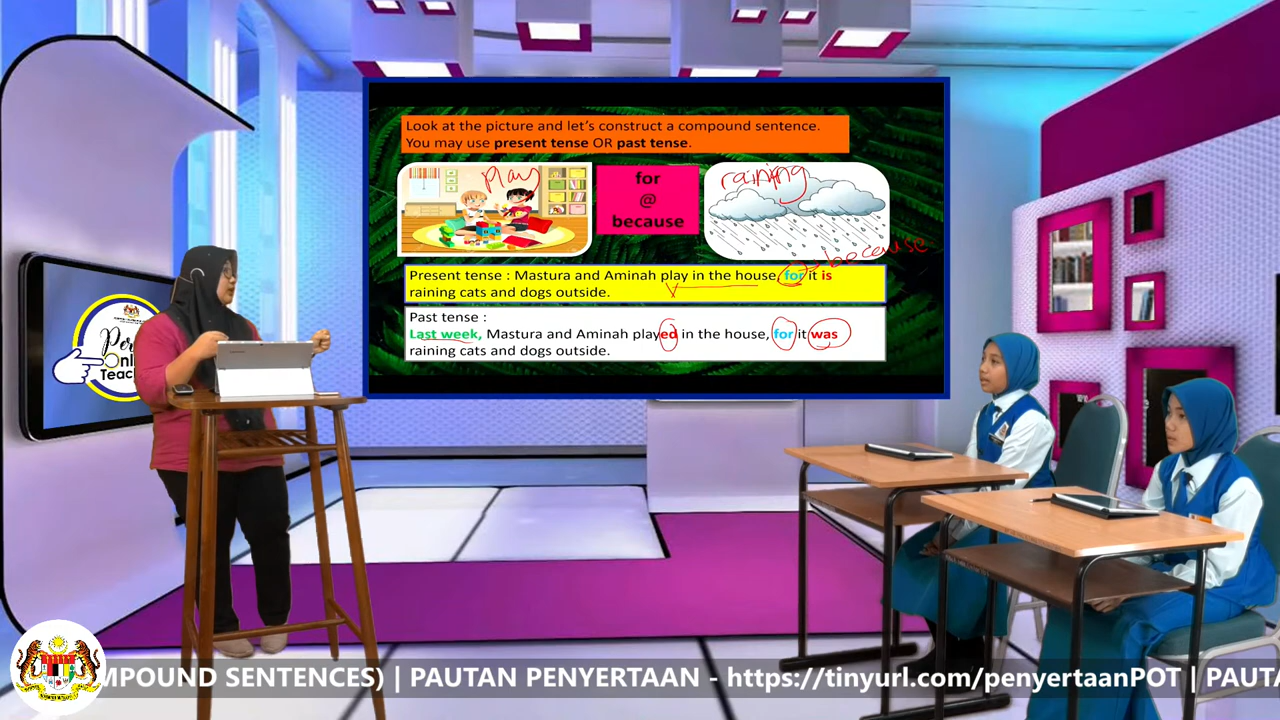 Look at the picture and let's construct a compound sentence.
You may use present tense OR past tense.
play
for
@
because
raining
because
Present tense : Mastura and Aminah play in the house, for it is
raining cats and dogs outside.
Past tense :
Last week, Mastura and Aminah played in the house, for it was
raining cats and dogs outside.
Onl
Teach
MPOUND SENTENCES) | PAUTAN PENYERTAAN - https://tinyurl.com/penyertaanPOT | PAUTA